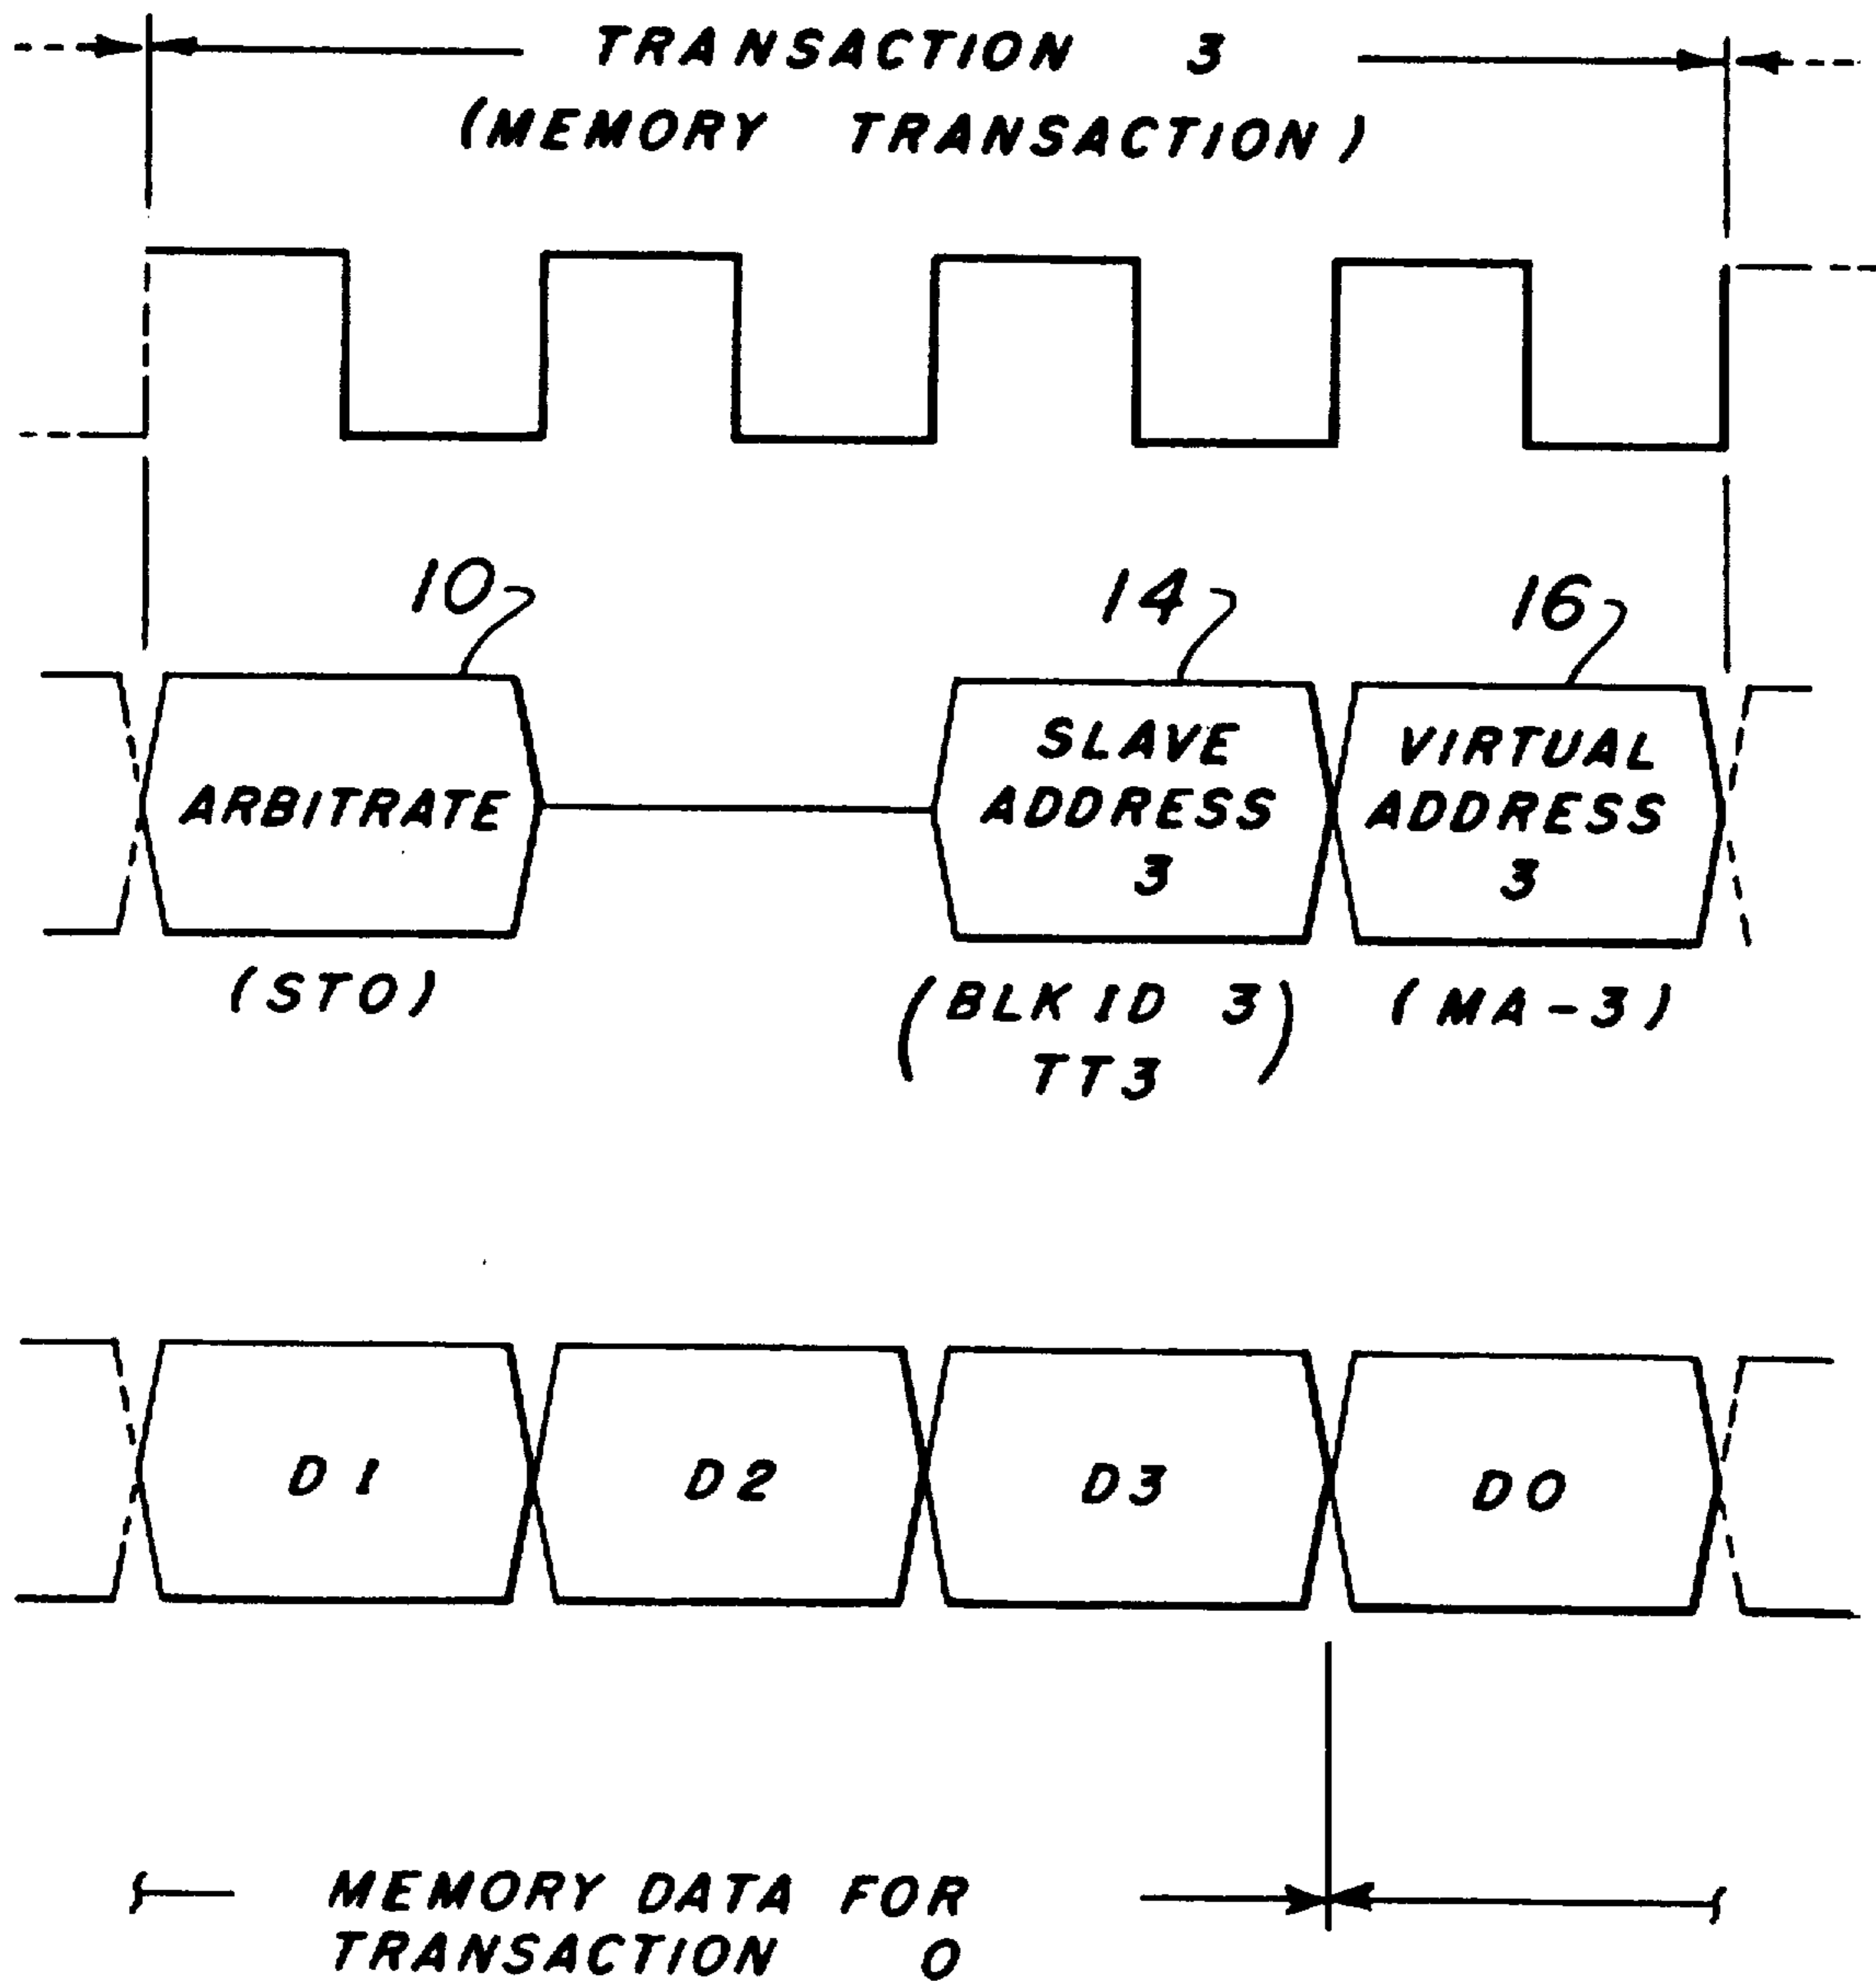 TRANSACTION 3
(MEMORY TRANSACTION)
10
14
16
ARBITRATE
SLAVE
ADDRESS
3
VIRTUAL
ADDRESS
3
(STO)
(BLK ID 3)
TT3
(MA-3)
D1
D2
D3
D0
MEMORY DATA FOR
TRANSACTION 0